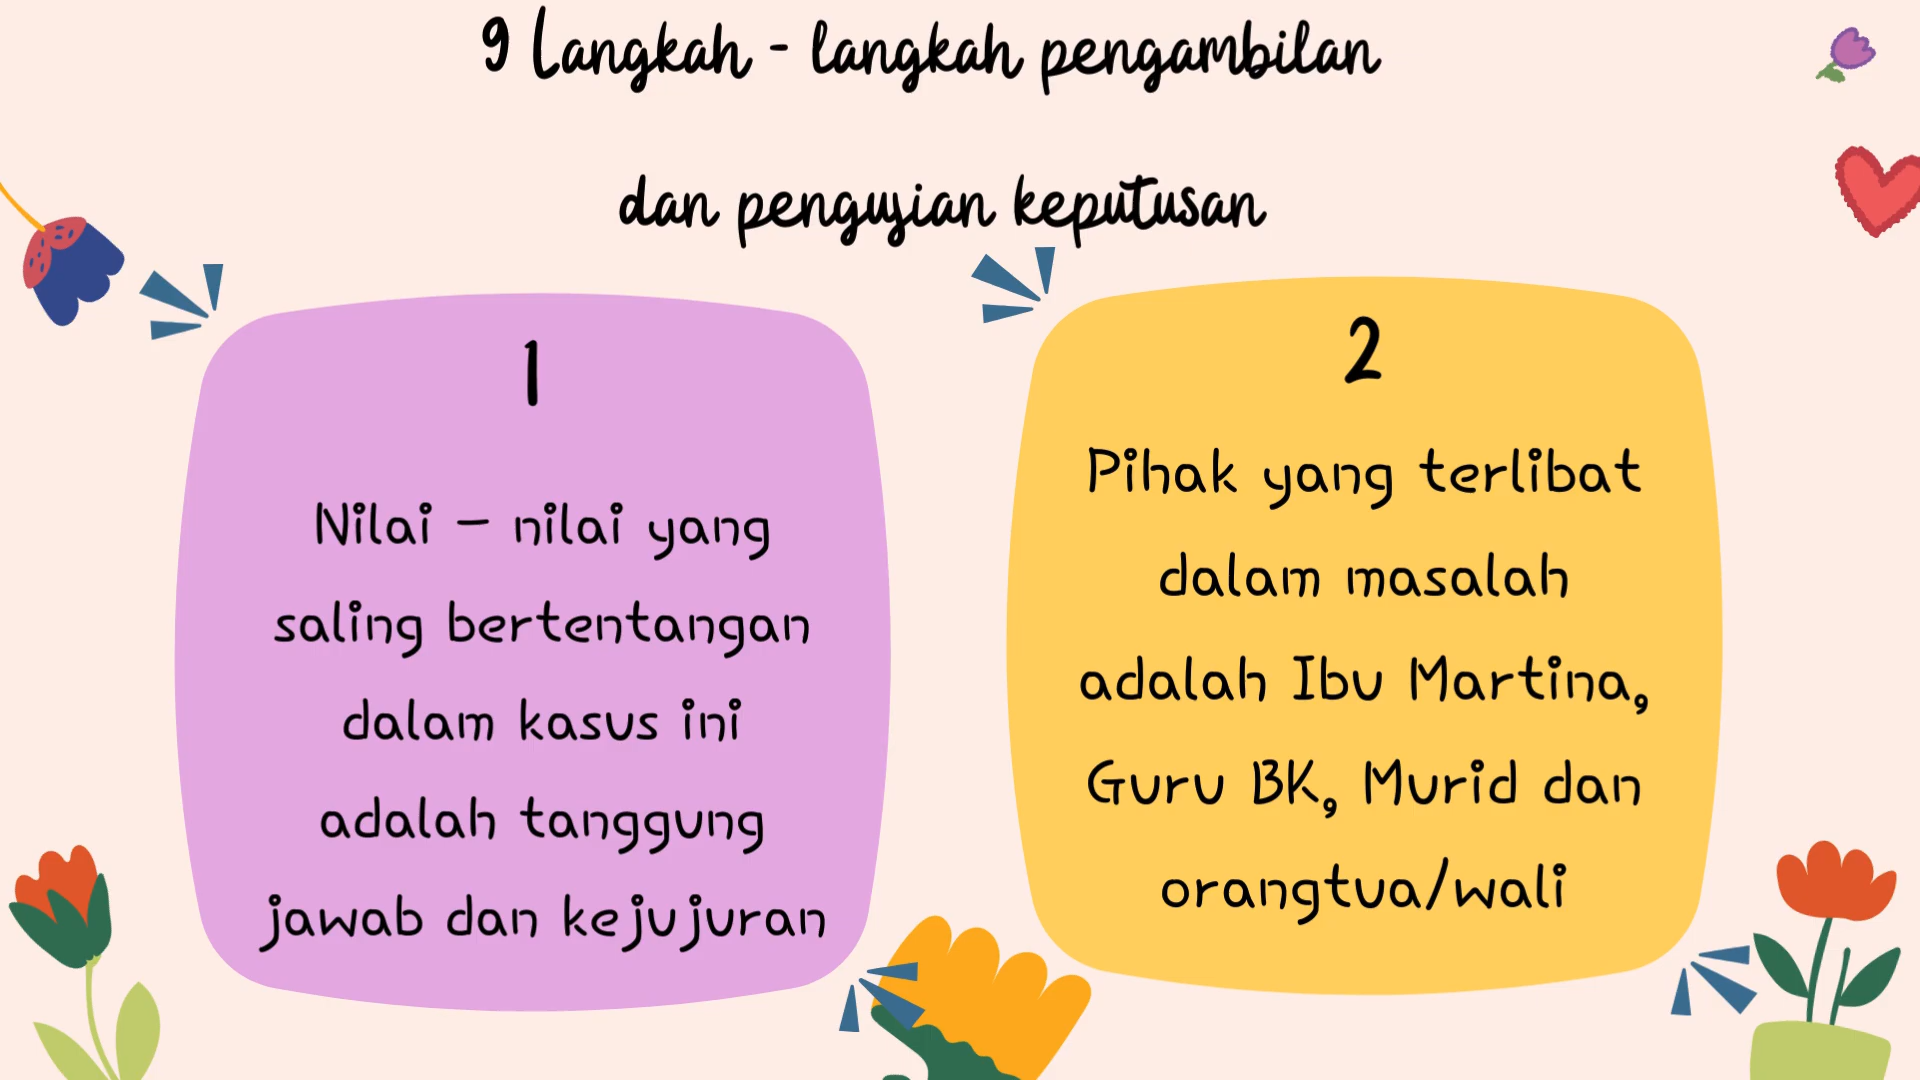 9 Langkah - langkah pengambilan
dan pengujian keputusan
1
Nilai - nilai yang
saling bertentangan
dalam kasus ini
adalah tanggung
jawab dan kejujuran
2
Pihak yang terlibat
dalam masalah
adalah Ibu Martina,
Guru BK, Murid dan
orangtua/wali